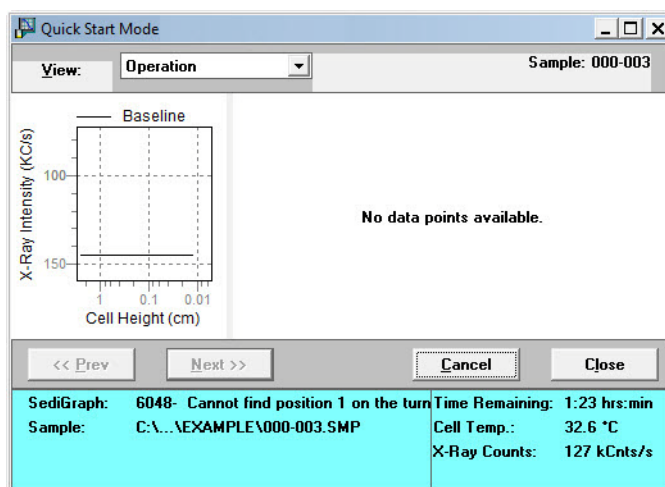 Quick Start Mode
View: Operation Sample: 000-003
Baseline
X-Ray Intensity (KC/s)
100
150
1 0.1 0.01
Cell Height (cm)
No data points available.
<< Prev Next >> Cancel Close
SediGraph: 6048- Cannot find position 1 on the turn Time Remaining: 1:23 hrs:min
Sample: C:\...\EXAMPLE\000-003.SMP Cell Temp.: 32.6 °C
X-Ray Counts: 127 kCnts/s